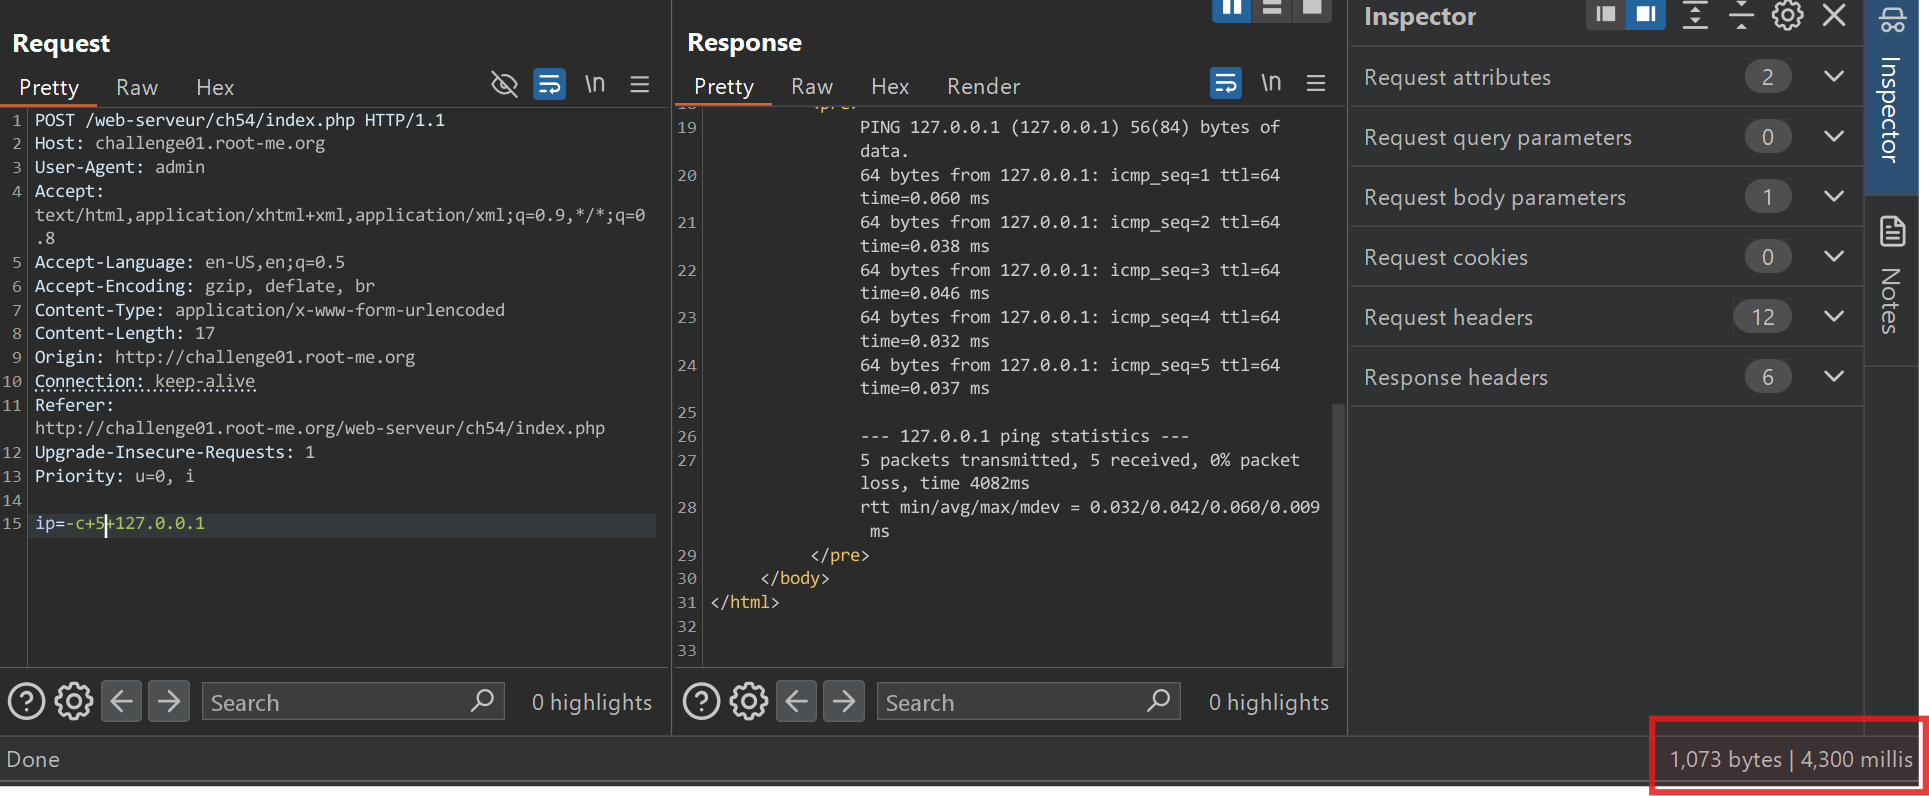 Request
Pretty Raw Hex \n
1 POST /web-serveur/ch54/index.php HTTP/1.1
2 Host: challenge01.root-me.org
3 User-Agent: admin
4 Accept:
text/html,application/xhtml+xml,application/xml;q=0.9,*/*;q=0
.8
5 Accept-Language: en-US,en;q=0.5
6 Accept-Encoding: gzip, deflate, br
7 Content-Type: application/x-www-form-urlencoded
8 Content-Length: 17
9 Origin: http://challenge01.root-me.org
10 Connection: keep-alive
11 Referer:
http://challenge01.root-me.org/web-serveur/ch54/index.php
12 Upgrade-Insecure-Requests: 1
13 Priority: u=0, i
14
15 ip=-c+5+127.0.0.1
Search 0 highlights
Response
Pretty Raw Hex Render \n
18 <pre>
19 PING 127.0.0.1 (127.0.0.1) 56(84) bytes of
data.
20 64 bytes from 127.0.0.1: icmp_seq=1 ttl=64
time=0.060 ms
21 64 bytes from 127.0.0.1: icmp_seq=2 ttl=64
time=0.038 ms
22 64 bytes from 127.0.0.1: icmp_seq=3 ttl=64
time=0.046 ms
23 64 bytes from 127.0.0.1: icmp_seq=4 ttl=64
time=0.032 ms
24 64 bytes from 127.0.0.1: icmp_seq=5 ttl=64
time=0.037 ms
25
26 --- 127.0.0.1 ping statistics ---
27 5 packets transmitted, 5 received, 0% packet
loss, time 4082ms
28 rtt min/avg/max/mdev = 0.032/0.042/0.060/0.009
ms
29 </pre>
30 </body>
31 </html>
32
33
Search 0 highlights
Inspector
Request attributes 2
Request query parameters 0
Request body parameters 1
Request cookies 0
Request headers 12
Response headers 6
Inspector
Notes
Done
1,073 bytes | 4,300 millis